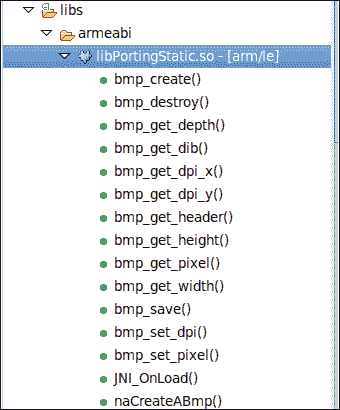 libs
armeabi
libPortingStatic.so - [arm/le]
bmp_create()
bmp_destroy()
bmp_get_depth()
bmp_get_dib()
bmp_get_dpi_x()
bmp_get_dpi_y()
bmp_get_header()
bmp_get_height()
bmp_get_pixel()
bmp_get_width()
bmp_save()
bmp_set_dpi()
bmp_set_pixel()
JNI_OnLoad()
naCreateABmp()